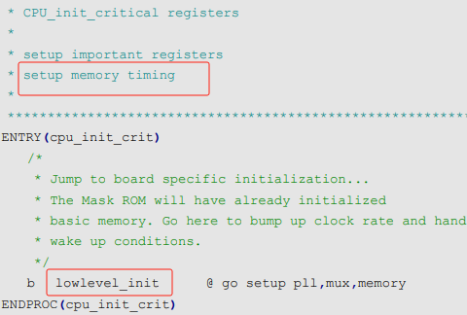 * CPU_init_critical registers
*
* setup important registers
* setup memory timing
*
*************************************************************
ENTRY(cpu_init_crit)
/*
* Jump to board specific initialization...
* The Mask ROM will have already initialized
* basic memory. Go here to bump up clock rate and hand
* wake up conditions.
*/
b lowlevel_init @ go setup pll,mux,memory
ENDPROC(cpu_init_crit)